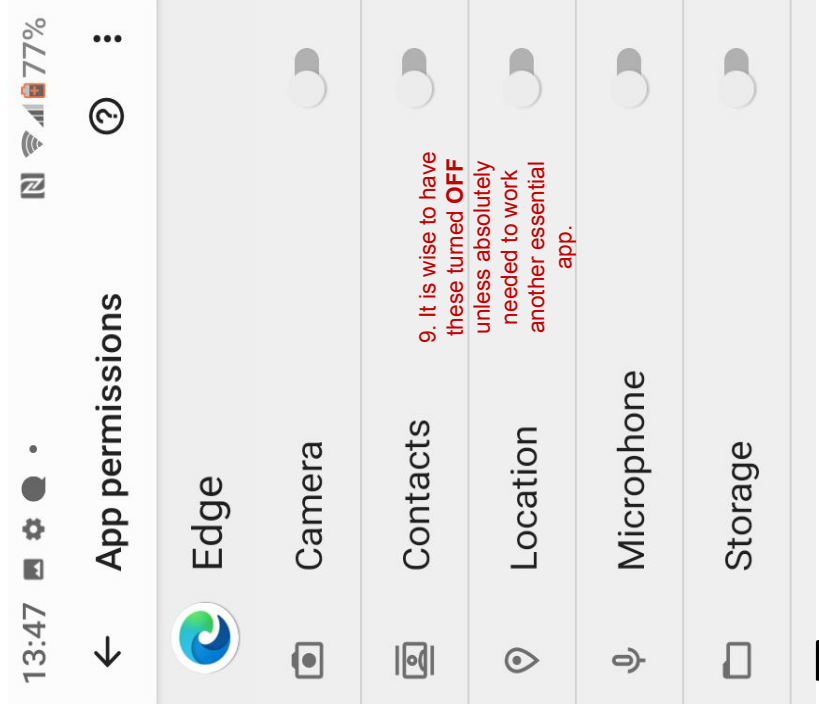 13:47 77%
App permissions
Edge
Camera
Contacts
9. It is wise to have
these turned OFF
unless absolutely
needed to work
another essential
app.
Location
Microphone
Storage